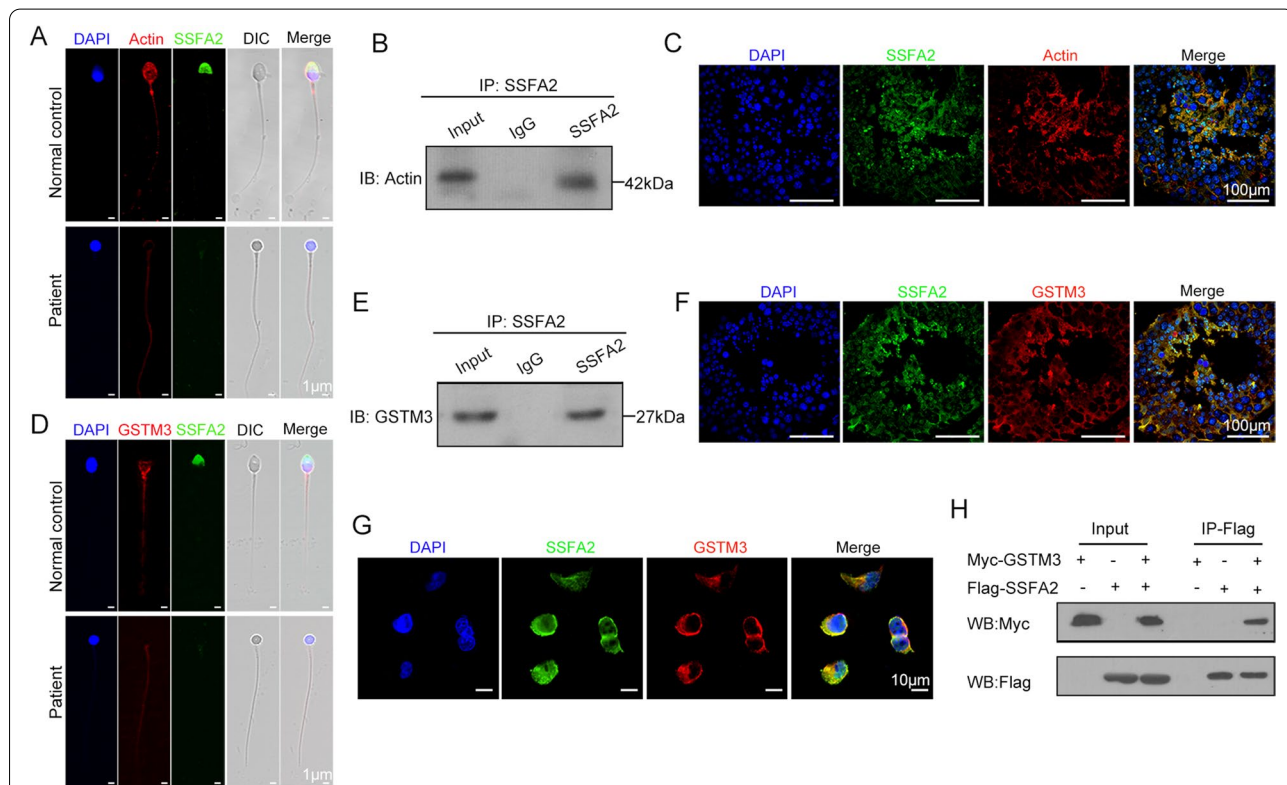 A
DAPI Actin SSFA2 DIC Merge
Normal control
Patient
1μm
B
IP: SSFA2
Input IgG SSFA2
IB: Actin
42kDa
C
DAPI SSFA2 Actin Merge
100μm
D
DAPI GSTM3 SSFA2 DIC Merge
Normal control
Patient
1μm
E
IP: SSFA2
Input IgG SSFA2
IB: GSTM3
27kDa
F
DAPI SSFA2 GSTM3 Merge
100μm
G
DAPI SSFA2 GSTM3 Merge
10μm
H
Input IP-Flag
Myc-GSTM3 + - + + - +
Flag-SSFA2 - + + - + +
WB:Myc
WB:Flag